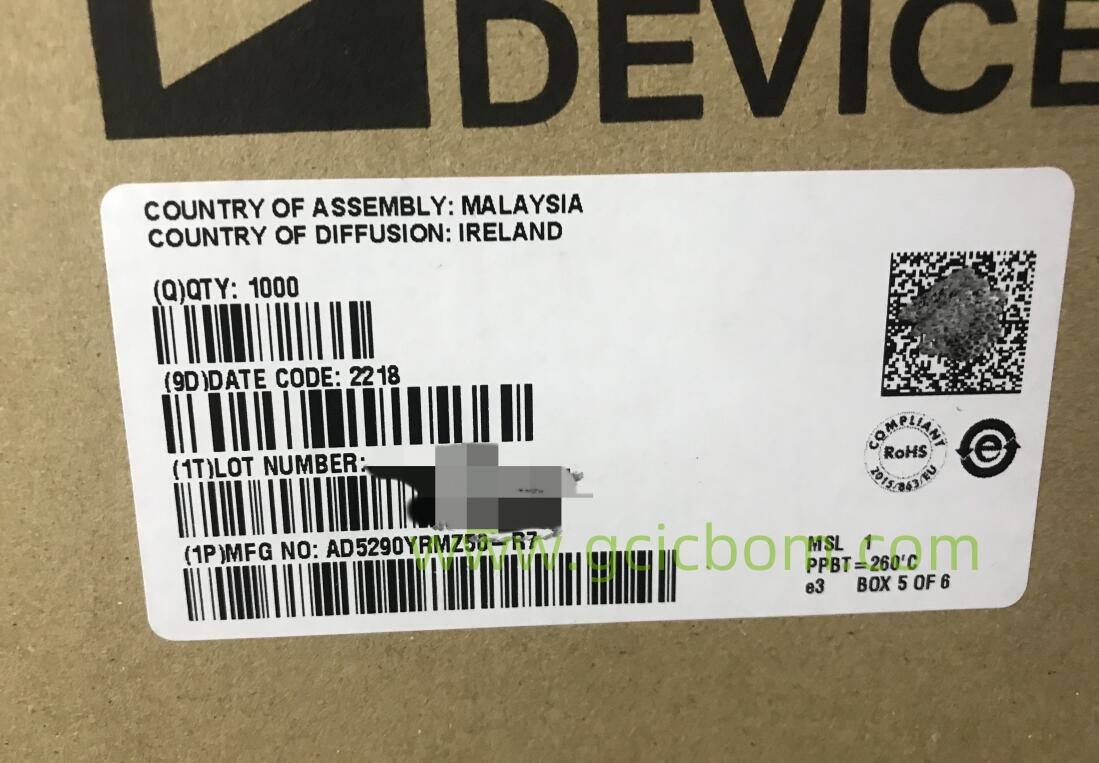 DEVICE
COUNTRY OF ASSEMBLY: MALAYSIA
COUNTRY OF DIFFUSION: IRELAND
(Q)QTY: 1000
(9D)DATE CODE: 2218
(1T)LOT NUMBER:
(1P)MFG NO: AD5290YRMZ50-R7
COMPLIANT
RoHS
2015/863/EU
e
www.gcicbom.com
MSL 1
PPBT=260'C
e3 BOX 5 OF 6